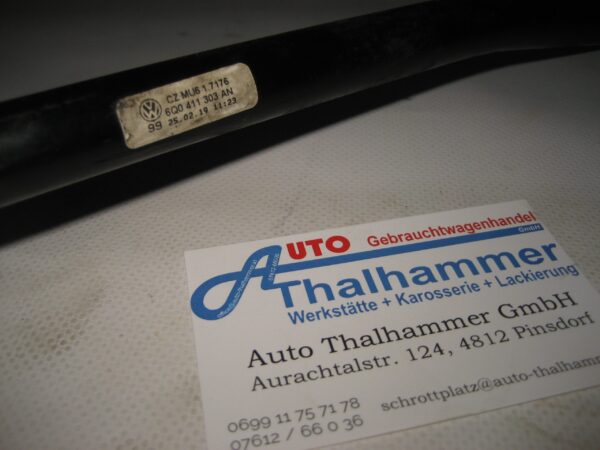 CZ MU6 1.7176
6Q0 411 303 AN
99 25.02.19 11:23
AUTO Gebrauchtwagenhandel
GmbH
Thalhammer
Werkstätte + Karosserie + Lackierung
Auto Thalhammer GmbH
Aurachtalstr. 124, 4812 Pinsdorf
0699 11 75 71 78 schrottplatz@auto-thalhamm
07612 / 66 0 36